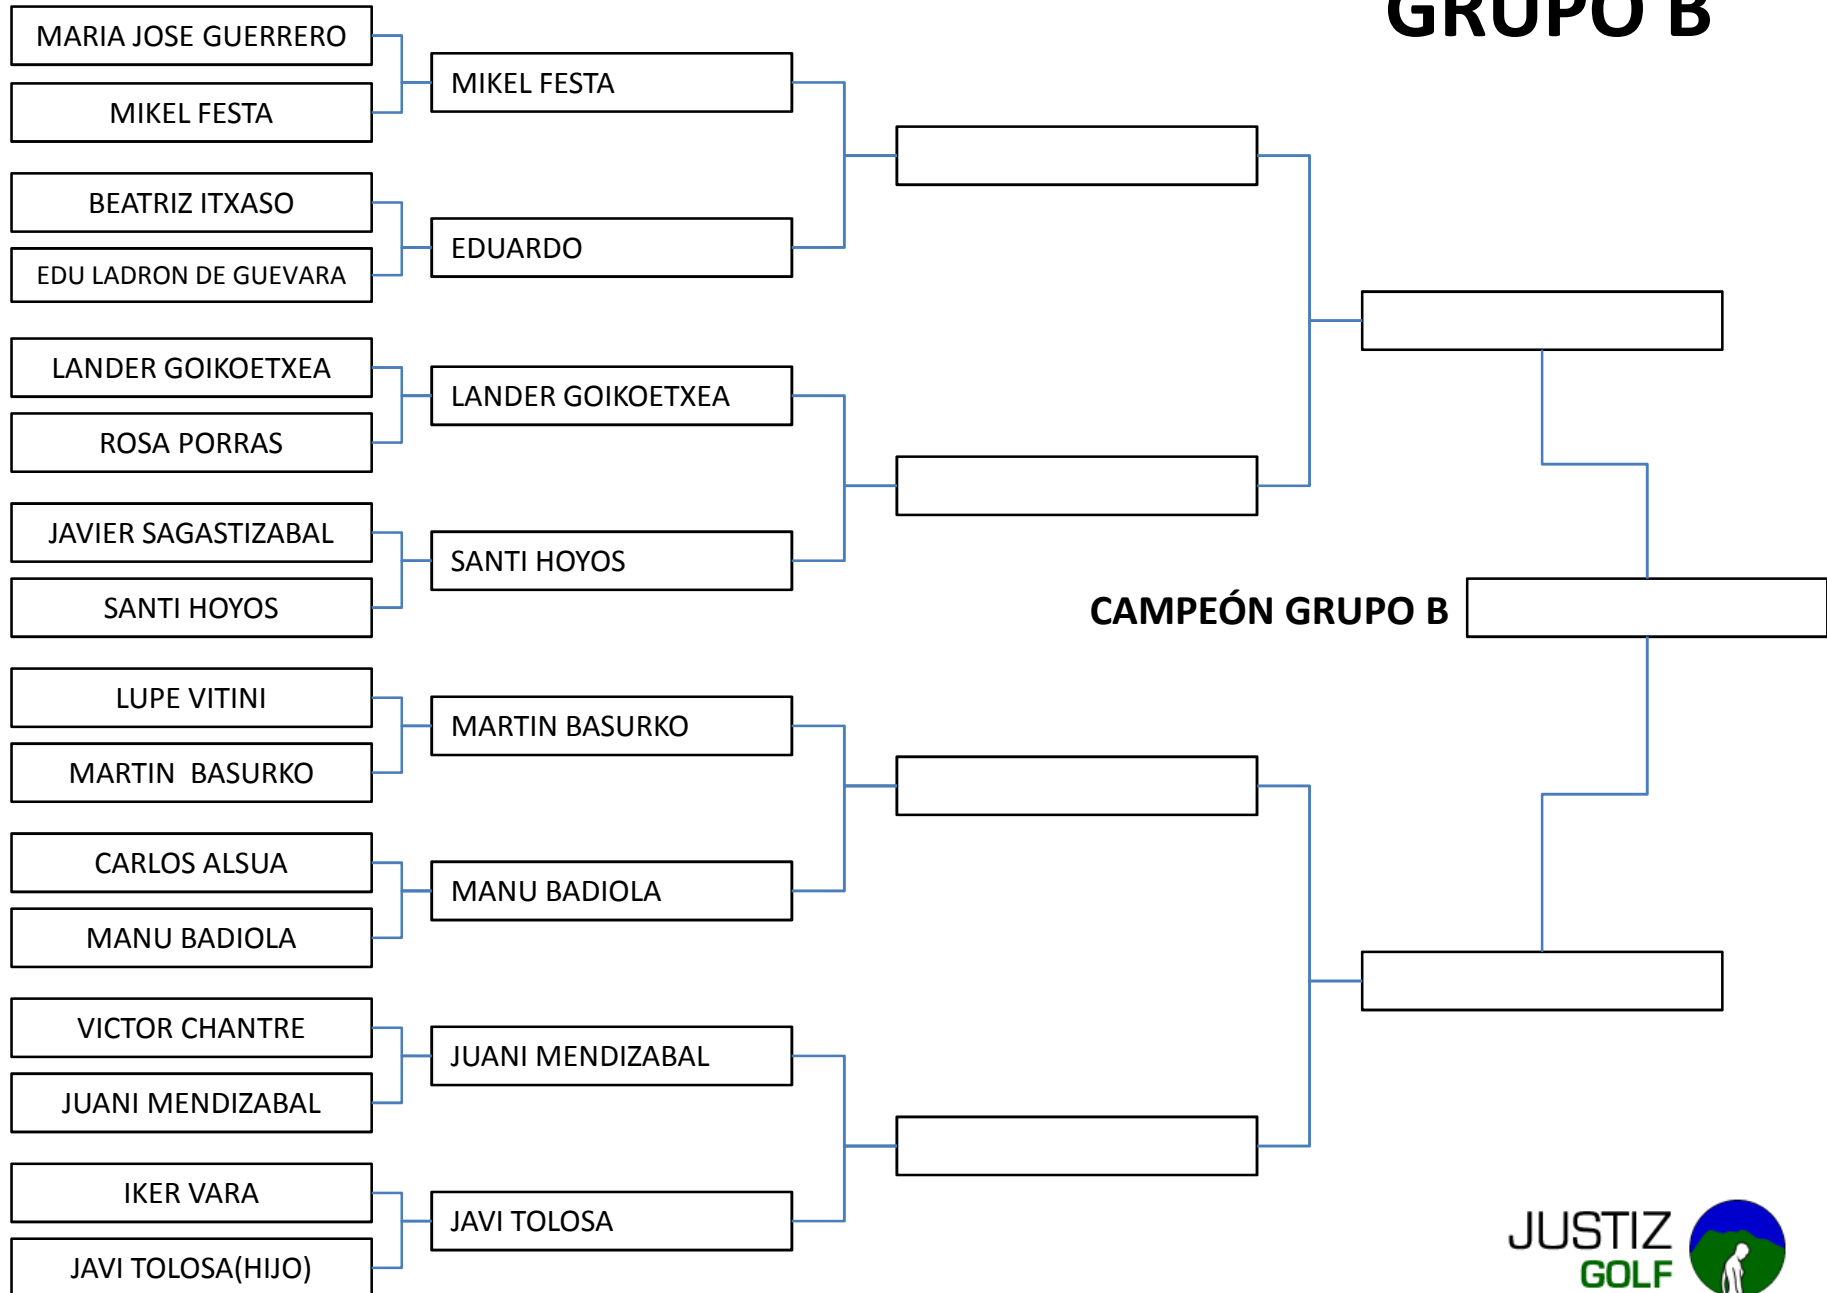 GRUPO B
MARIA JOSE GUERRERO
MIKEL FESTA
BEATRIZ ITXASO
EDU LADRON DE GUEVARA
LANDER GOIKOETXEA
ROSA PORRAS
JAVIER SAGASTIZABAL
SANTI HOYOS
LUPE VITINI
MARTIN  BASURKO
CARLOS ALSUA
MANU BADIOLA
VICTOR CHANTRE
JUANI MENDIZABAL
IKER VARA
JAVI TOLOSA(HIJO)
MIKEL FESTA
EDUARDO
LANDER GOIKOETXEA
SANTI HOYOS
MARTIN BASURKO
MANU BADIOLA
JUANI MENDIZABAL
JAVI TOLOSA
CAMPEÓN GRUPO B
JUSTIZ
GOLF